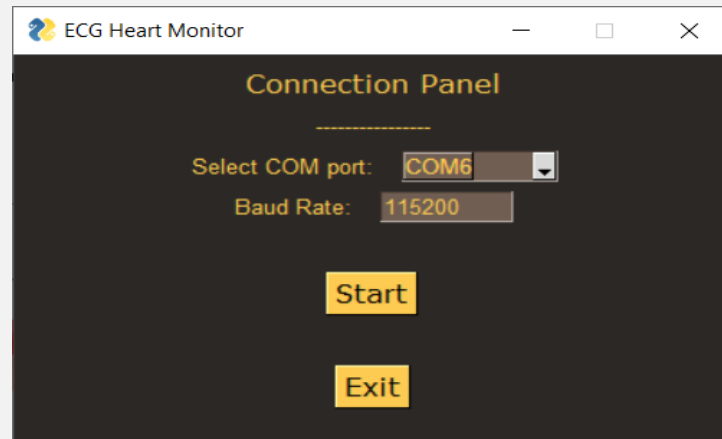 ECG Heart Monitor
Connection Panel
----------------
Select COM port: COM6
Baud Rate: 115200
Start
Exit